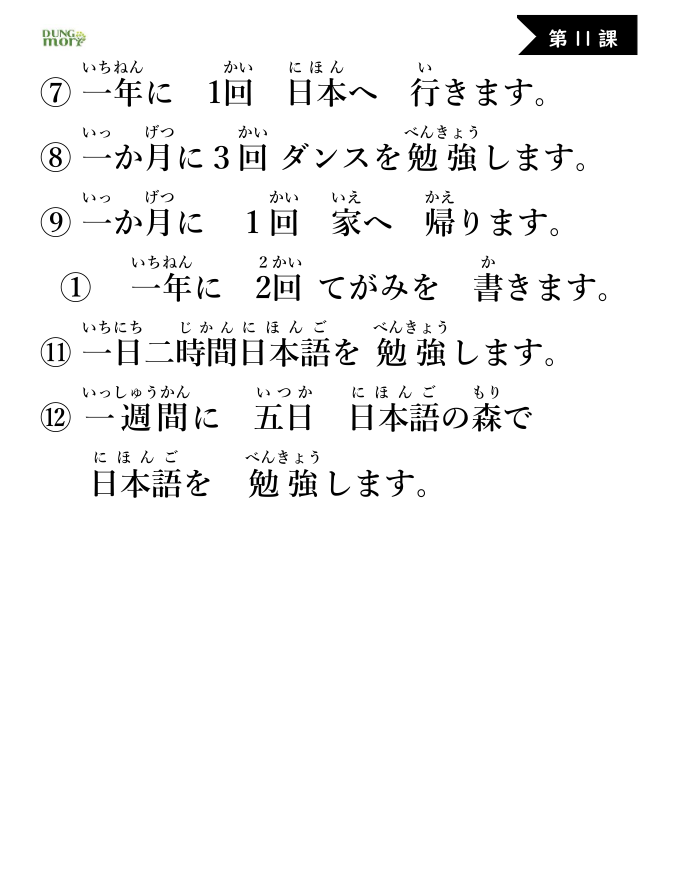 DUNG
mori
第11課
いちねん かい にほん い
⑦ 一年に 1回 日本へ 行きます。
いっ げつ かい べんきょう
⑧ 一か月に3回 ダンスを勉強します。
いっ げつ かい いえ かえ
⑨ 一か月に 1回 家へ 帰ります。
いちねん 2かい か
① 一年に 2回 てがみを 書きます。
いちにち じかんにほんご べんきょう
⑪ 一日二時間日本語を 勉強します。
いっしゅうかん いつか にほんご もり
⑫ 一週間に 五日 日本語の森で
にほんご べんきょう
日本語を 勉強します。